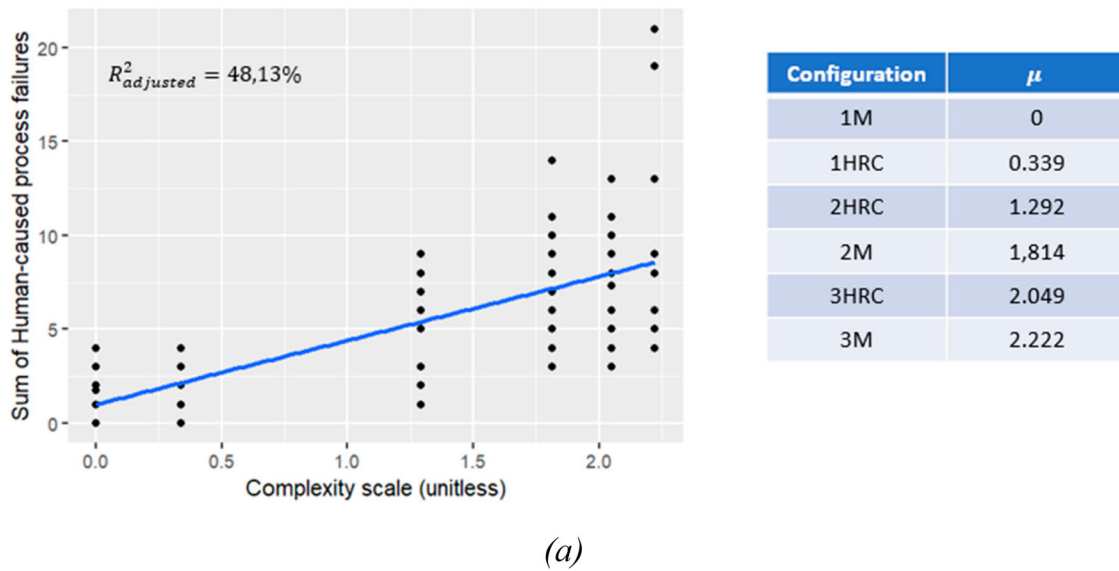 R²adjusted = 48,13%
Sum of Human-caused process failures
20
15
10
5
0
0.0 0.5 1.0 1.5 2.0
Complexity scale (unitless)
Configuration μ
1M 0
1HRC 0.339
2HRC 1.292
2M 1,814
3HRC 2.049
3M 2.222
(a)